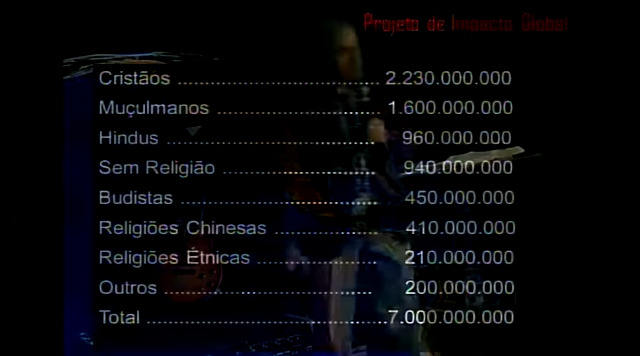 Projeto de Impacto Global
Cristãos ................................ 2.230.000.000
Muçulmanos ......................... 1.600.000.000
Hindus .................................. 960.000.000
Sem Religião ........................ 940.000.000
Budistas ............................... 450.000.000
Religiões Chinesas ................. 410.000.000
Religiões Étnicas ................... 210.000.000
Outros .................................. 200.000.000
Total ......................................7.000.000.000